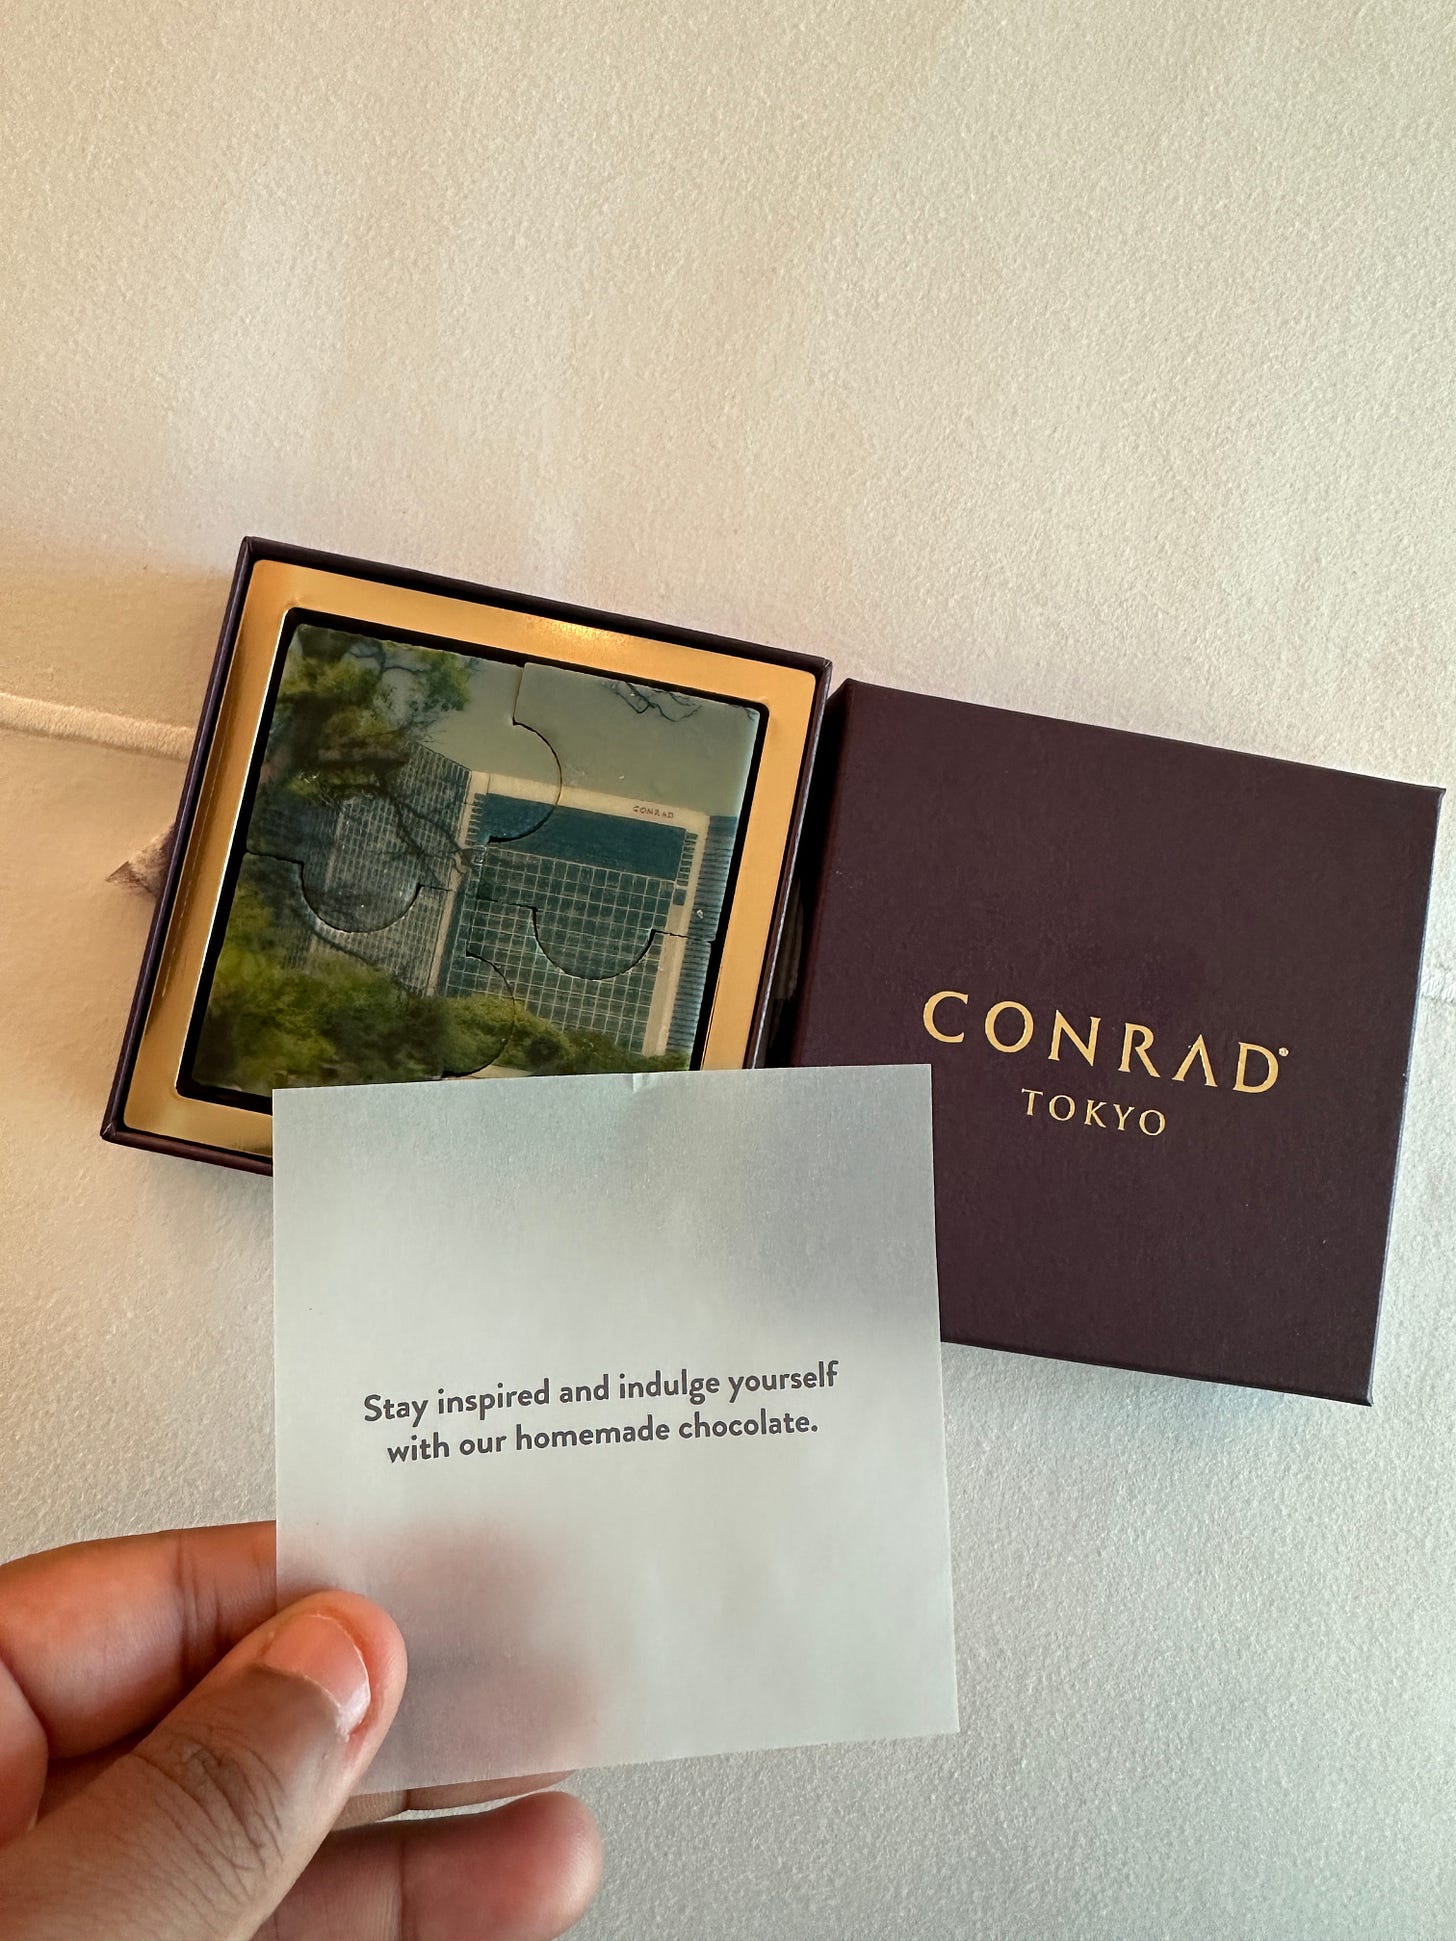 CONRAD
CONRAD®
TOKYO
Stay inspired and indulge yourself
with our homemade chocolate.